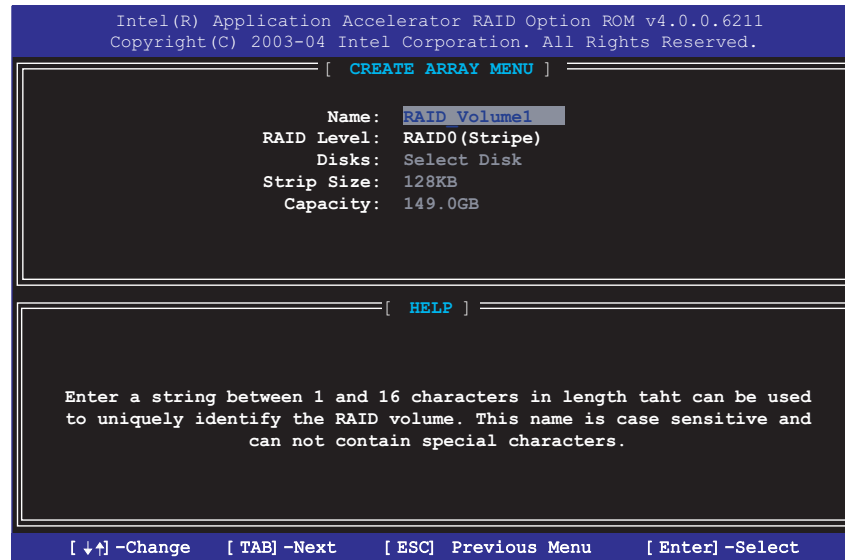 Intel(R) Application Accelerator RAID Option ROM v4.0.0.6211
Copyright(C) 2003-04 Intel Corporation. All Rights Reserved.
[ CREATE ARRAY MENU ]
Name: RAID_Volume1
RAID Level: RAID0(Stripe)
Disks: Select Disk
Strip Size: 128KB
Capacity: 149.0GB
[ HELP ]
Enter a string between 1 and 16 characters in length taht can be used
to uniquely identify the RAID volume. This name is case sensitive and
can not contain special characters.
[↓↑]-Change [TAB]-Next [ESC] Previous Menu [Enter]-Select